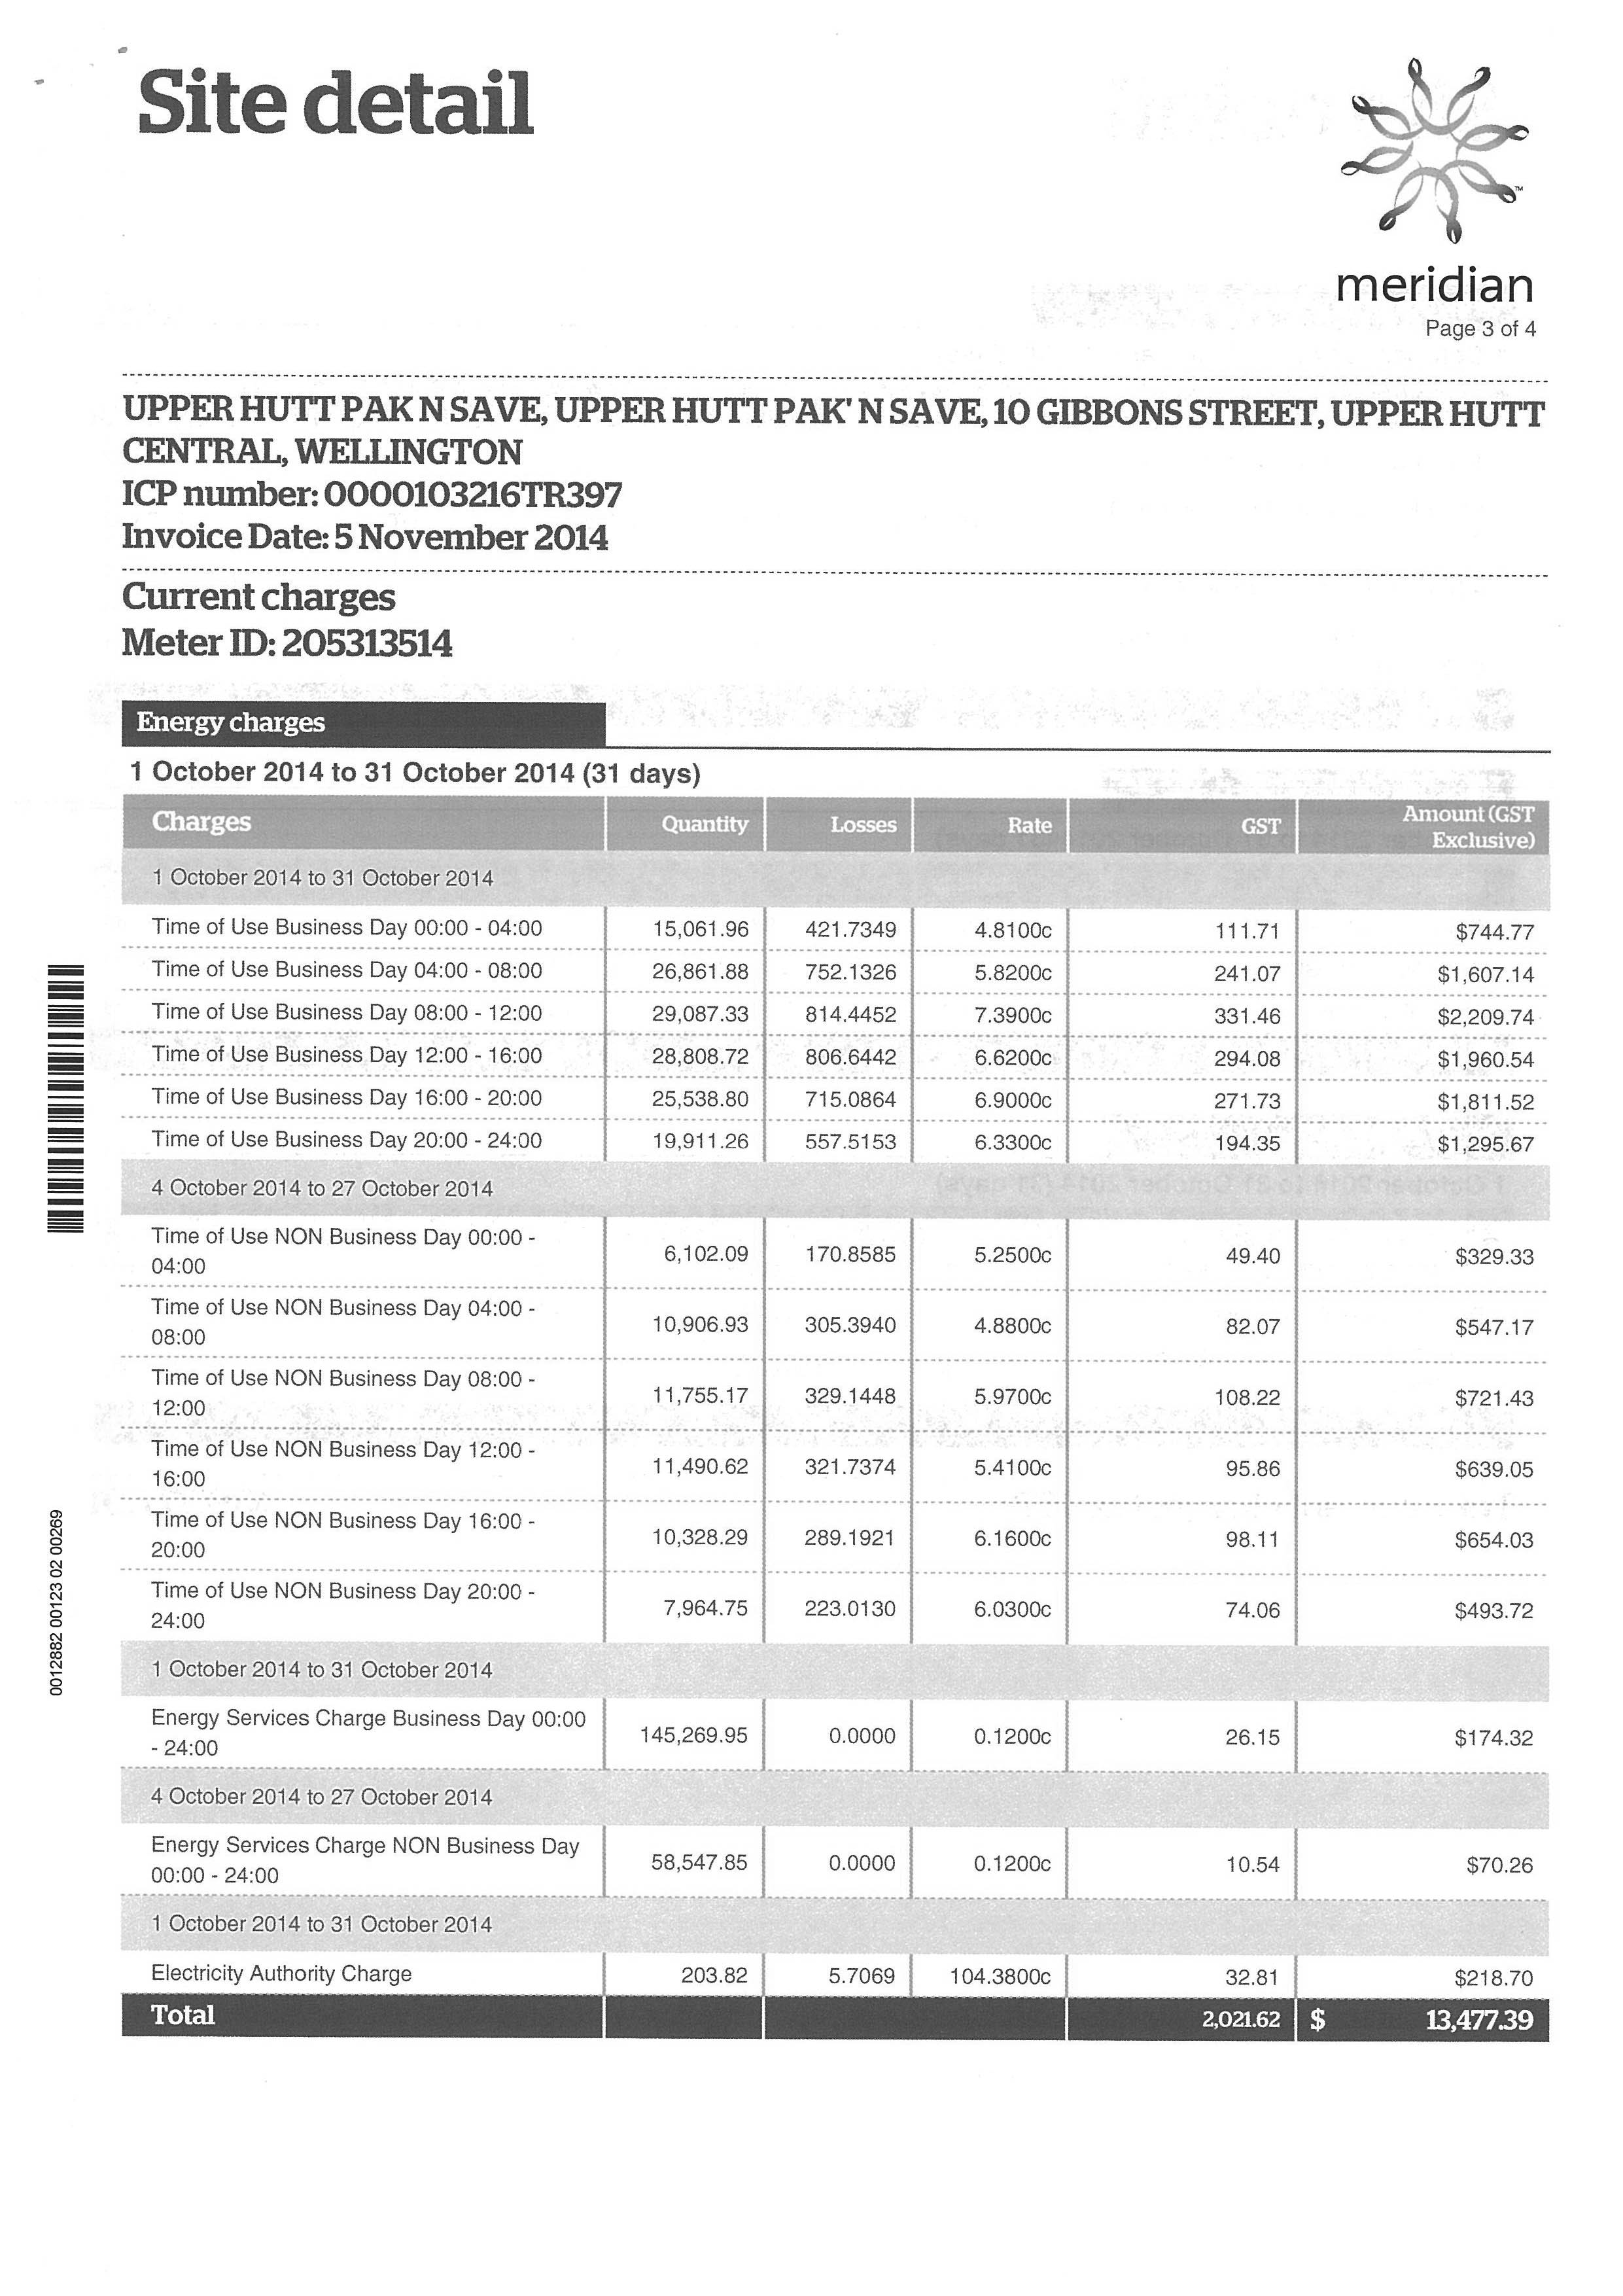 Site detail
meridian
Page 3 of 4
UPPER HUTT PAK N SAVE, UPPER HUTT PAK' N SAVE, 10 GIBBONS STREET, UPPER HUTT
CENTRAL, WELLINGTON
ICP number: 0000103216TR397
Invoice Date: 5 November 2014
Current charges
Meter ID: 205313514
Energy charges
1 October 2014 to 31 October 2014 (31 days)
Charges Quantity Losses Rate GST Amount (GST
Exclusive)
1 October 2014 to 31 October 2014
Time of Use Business Day 00:00 - 04:00 15,061.96 421.7349 4.8100c 111.71 $744.77
Time of Use Business Day 04:00 - 08:00 26,861.88 752.1326 5.8200c 241.07 $1,607.14
Time of Use Business Day 08:00 - 12:00 29,087.33 814.4452 7.3900c 331.46 $2,209.74
Time of Use Business Day 12:00 - 16:00 28,808.72 806.6442 6.6200c 294.08 $1,960.54
Time of Use Business Day 16:00 - 20:00 25,538.80 715.0864 6.9000c 271.73 $1,811.52
Time of Use Business Day 20:00 - 24:00 19,911.26 557.5153 6.3300c 194.35 $1,295.67
4 October 2014 to 27 October 2014
Time of Use NON Business Day 00:00 -
04:00 6,102.09 170.8585 5.2500c 49.40 $329.33
Time of Use NON Business Day 04:00 -
08:00 10,906.93 305.3940 4.8800c 82.07 $547.17
Time of Use NON Business Day 08:00 -
12:00 11,755.17 329.1448 5.9700c 108.22 $721.43
Time of Use NON Business Day 12:00 -
16:00 11,490.62 321.7374 5.4100c 95.86 $639.05
Time of Use NON Business Day 16:00 -
20:00 10,328.29 289.1921 6.1600c 98.11 $654.03
Time of Use NON Business Day 20:00 -
24:00 7,964.75 223.0130 6.0300c 74.06 $493.72
1 October 2014 to 31 October 2014
Energy Services Charge Business Day 00:00
- 24:00 145,269.95 0.0000 0.1200c 26.15 $174.32
4 October 2014 to 27 October 2014
Energy Services Charge NON Business Day
00:00 - 24:00 58,547.85 0.0000 0.1200c 10.54 $70.26
1 October 2014 to 31 October 2014
Electricity Authority Charge 203.82 5.7069 104.3800c 32.81 $218.70
Total 2,021.62 $ 13,477.39
0012882 00123 02 00269